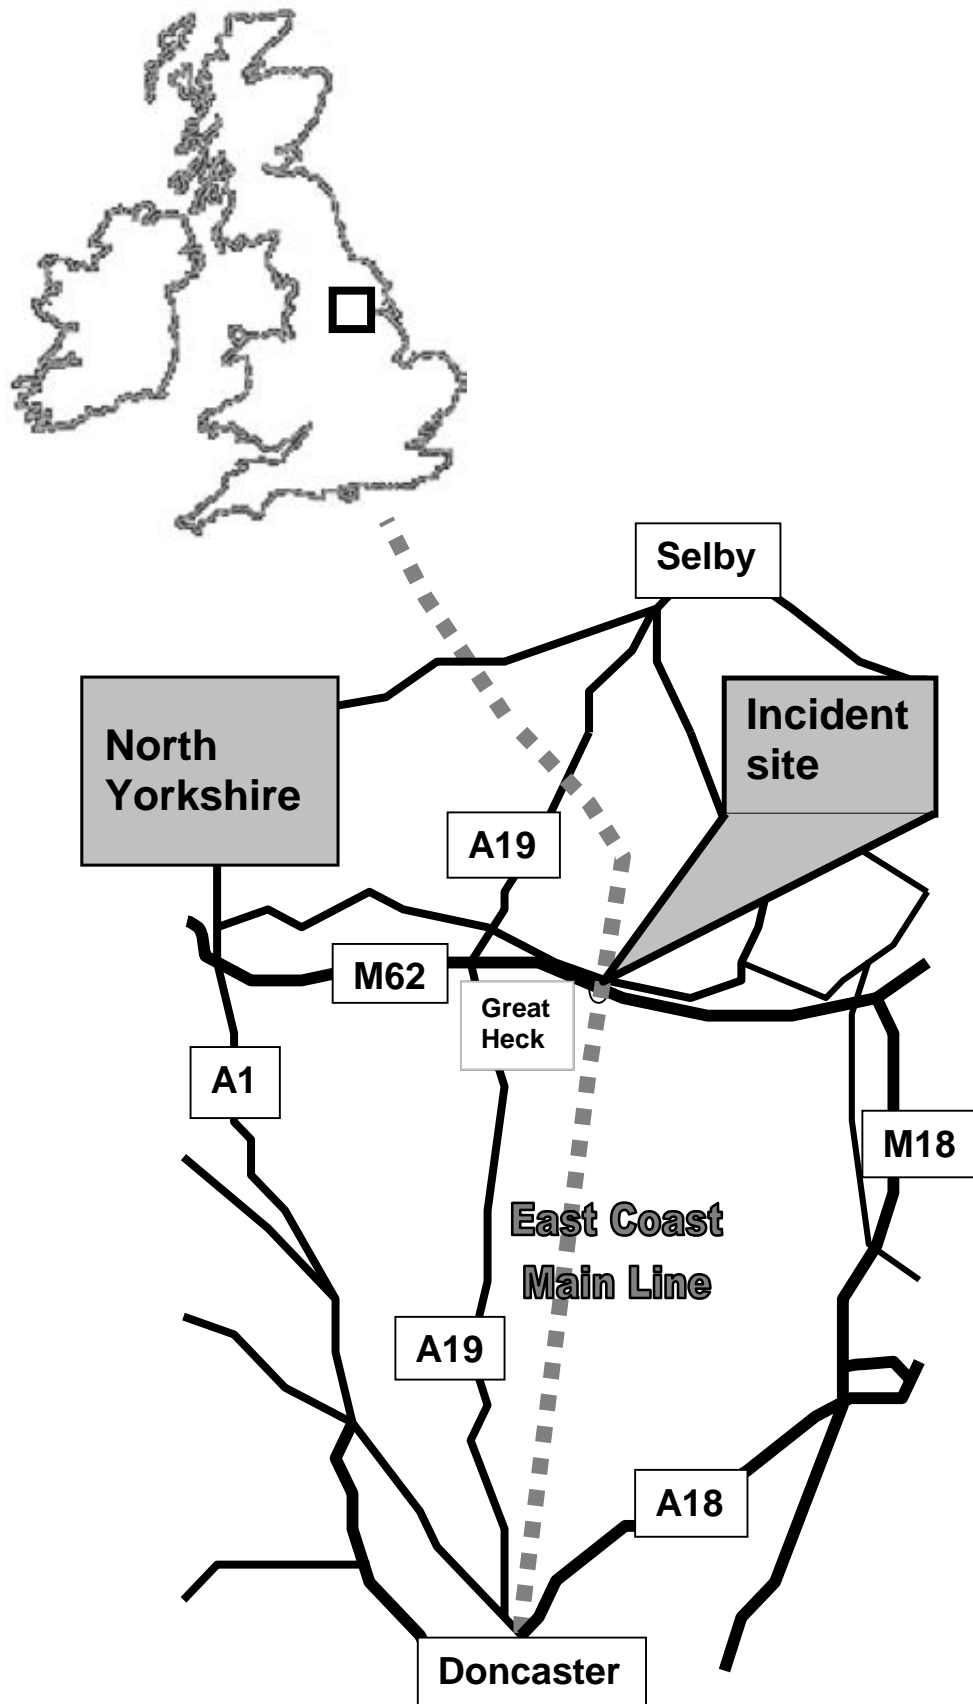 Selby
North
Yorkshire
Incident
site
A19
M62
Great
Heck
A1
M18
East Coast
Main Line
A19
A18
Doncaster